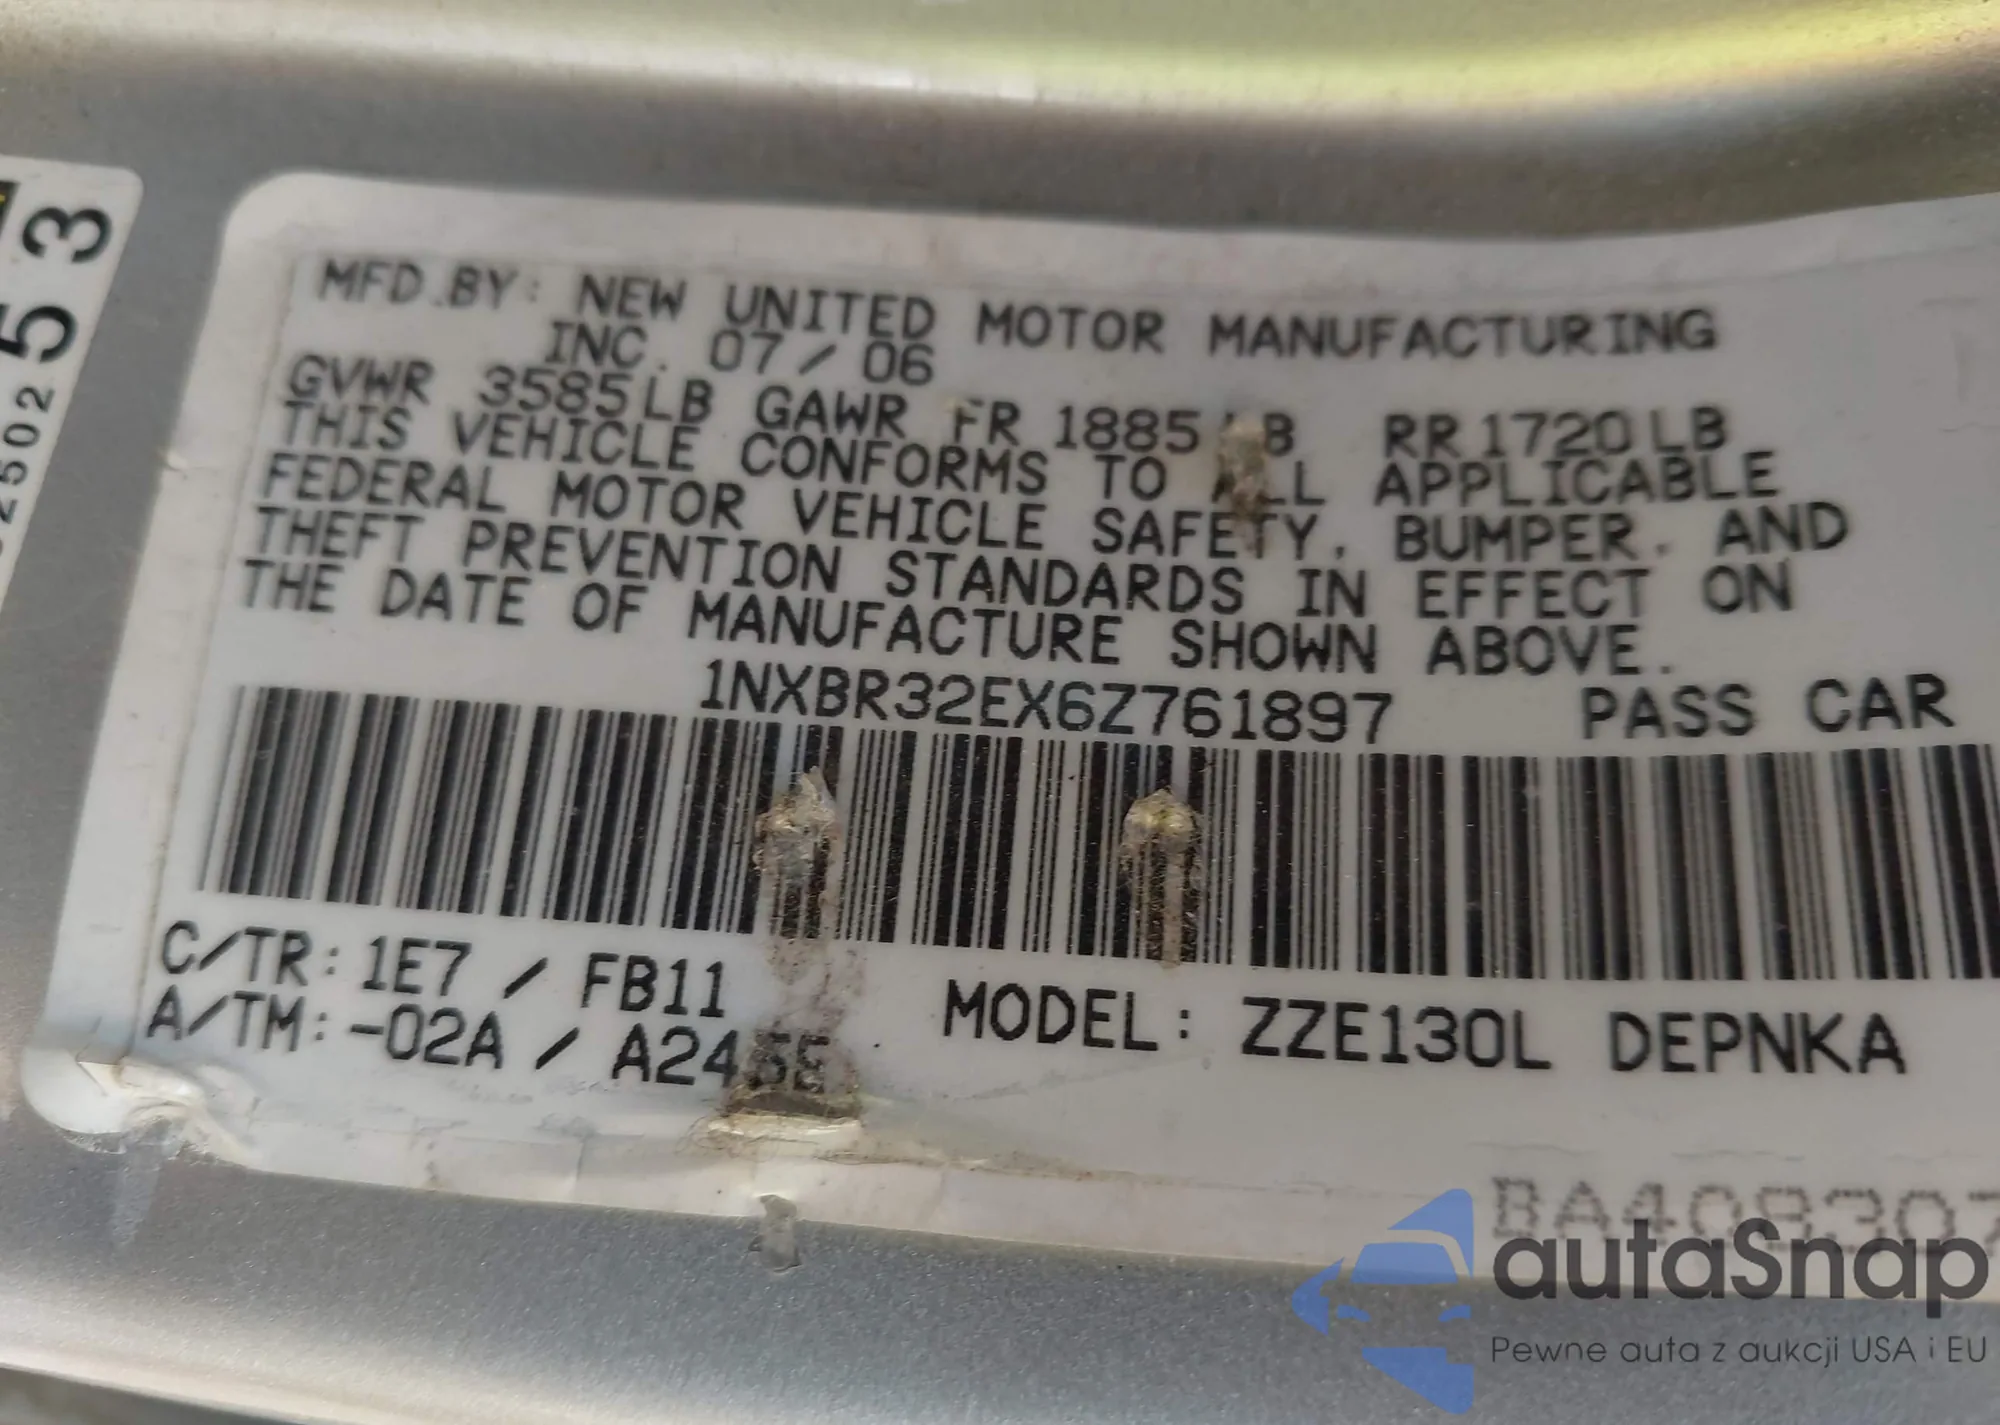 53
02502
MFD.BY: NEW UNITED MOTOR MANUFACTURING
INC. 07/06
GVWR 3585LB GAWR FR 1885 LB RR1720LB
THIS VEHICLE CONFORMS TO ALL APPLICABLE
FEDERAL MOTOR VEHICLE SAFETY, BUMPER, AND
THEFT PREVENTION STANDARDS IN EFFECT ON
THE DATE OF MANUFACTURE SHOWN ABOVE.
1NXBR32EX6Z761897 PASS CAR
C/TR: 1E7 / FB11
A/TM: -02A / MODEL: ZZE130L DEPNKA
autaSnap
Pewne auta z aukcji USA i EU